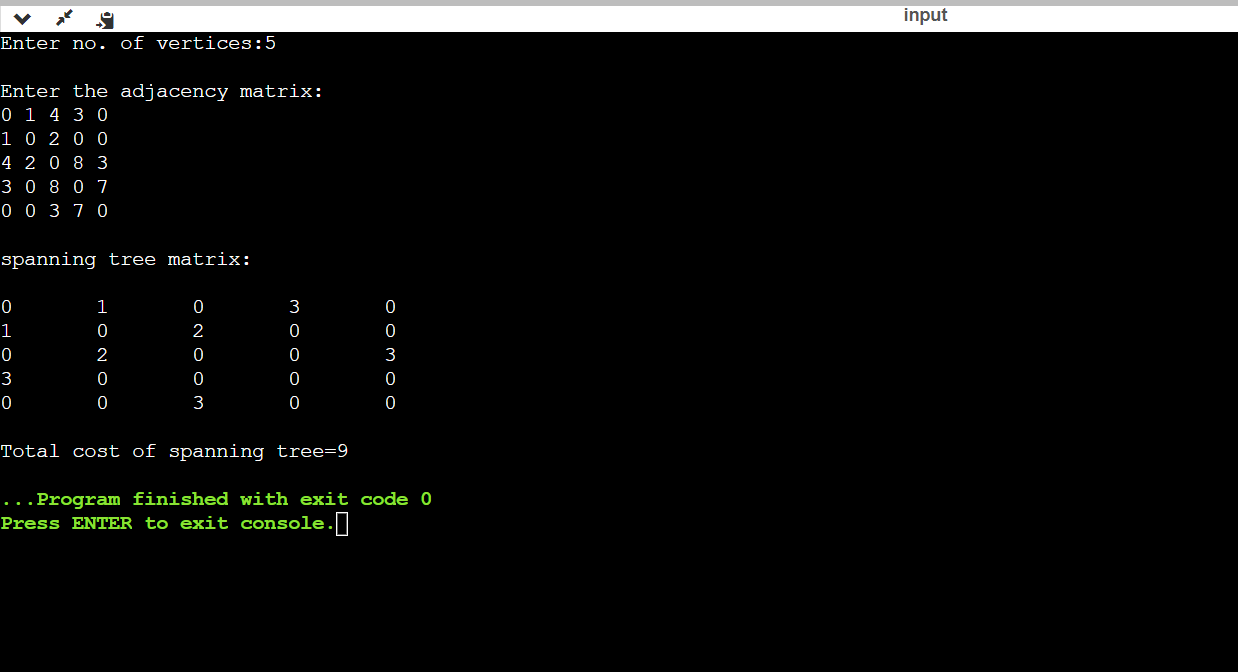 input
Enter no. of vertices:5
Enter the adjacency matrix:
0 1 4 3 0
1 0 2 0 0
4 2 0 8 3
3 0 8 0 7
0 0 3 7 0
spanning tree matrix:
0 1 0 3 0
1 0 2 0 0
0 2 0 0 3
3 0 0 0 0
0 0 3 0 0
Total cost of spanning tree=9
...Program finished with exit code 0
Press ENTER to exit console.